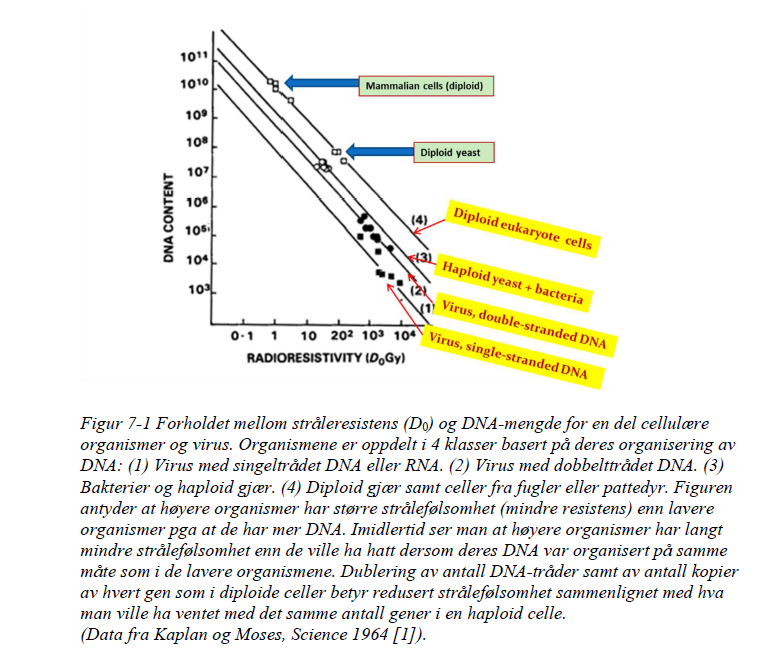 10¹¹
10¹⁰
10⁹
10⁸
10⁷
10⁶
10⁵
10⁴
10³
DNA CONTENT
Mammalian cells (diploid)
Diploid yeast
(4)
Diploid eukaryote cells
(3)
Haploid yeast + bacteria
(2)
Virus, double-stranded DNA
(1)
Virus, single-stranded DNA
0·1 1 10 20² 10³ 10⁴
RADIORESISTIVITY (D₀Gy)
Figur 7-1 Forholdet mellom stråleresistens (D₀) og DNA-mengde for en del cellulære
organismer og virus. Organismene er oppdelt i 4 klasser basert på deres organisering av
DNA: (1) Virus med singeltrådet DNA eller RNA. (2) Virus med dobbelttrådet DNA. (3)
Bakterier og haploid gjær. (4) Diploid gjær samt celler fra fugler eller pattedyr. Figuren
antyder at høyere organismer har større strålefølsomhet (mindre resistens) enn lavere
organismer pga at de har mer DNA. Imidlertid ser man at høyere organismer har langt
mindre strålefølsomhet enn de ville ha hatt dersom deres DNA var organisert på samme
måte som i de lavere organismene. Dublering av antall DNA-tråder samt av antall kopier
av hvert gen som i diploide celler betyr redusert strålefølsomhet sammenlignet med hva
man ville ha ventet med det samme antall gener i en haploid celle.
(Data fra Kaplan og Moses, Science 1964 [1]).